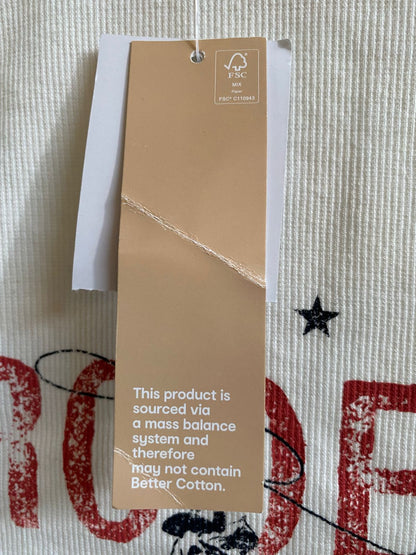 FSC
MIX
Paper
FSC® C110943
This product is
sourced via
a mass balance
system and
therefore
may not contain
Better Cotton.